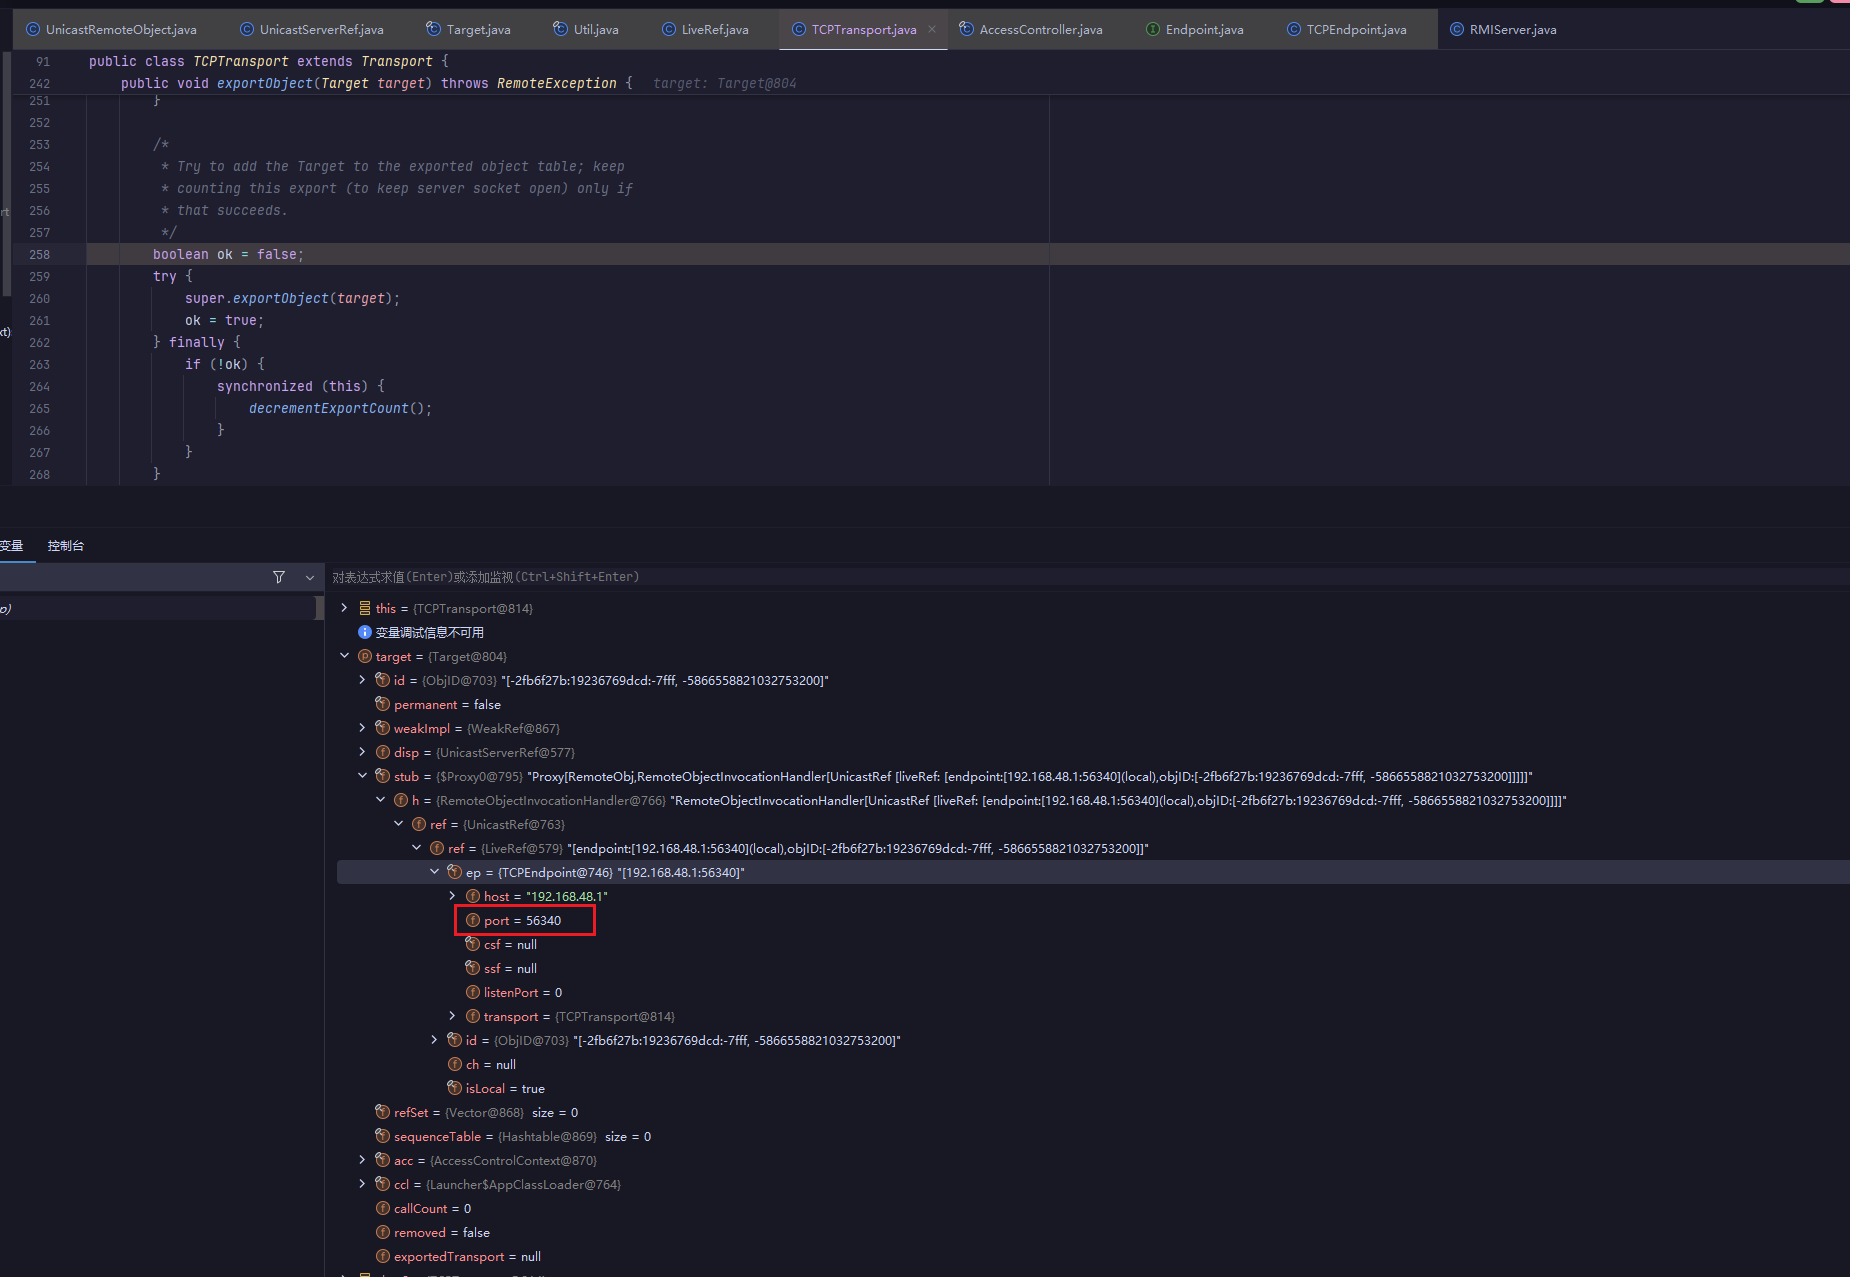 UnicastRemoteObject.java UnicastServerRef.java Target.java Util.java LiveRef.java TCPTransport.java AccessController.java Endpoint.java TCPEndpoint.java RMIServer.java
91 public class TCPTransport extends Transport {
242 public void exportObject(Target target) throws RemoteException { target: Target@804
251 }
252
253 /*
254 * Try to add the Target to the exported object table; keep
255 * counting this export (to keep server socket open) only if
256 * that succeeds.
257 */
258 boolean ok = false;
259 try {
260 super.exportObject(target);
261 ok = true;
262 } finally {
263 if (!ok) {
264 synchronized (this) {
265 decrementExportCount();
266 }
267 }
268 }
变量 控制台
对表达式求值(Enter)或添加监视(Ctrl+Shift+Enter)
this = {TCPTransport@814}
变量调试信息不可用
target = {Target@804}
id = {ObjID@703} "[-2fb6f27b:19236769dcd:-7fff, -5866558821032753200]"
permanent = false
weakImpl = {WeakRef@867}
disp = {UnicastServerRef@577}
stub = {$Proxy0@795} "Proxy[RemoteObj,RemoteObjectInvocationHandler[UnicastRef [liveRef: [endpoint:[192.168.48.1:56340](local),objID:[-2fb6f27b:19236769dcd:-7fff, -5866558821032753200]]]]]"
h = {RemoteObjectInvocationHandler@766} "RemoteObjectInvocationHandler[UnicastRef [liveRef: [endpoint:[192.168.48.1:56340](local),objID:[-2fb6f27b:19236769dcd:-7fff, -5866558821032753200]]]]"
ref = {UnicastRef@763}
ref = {LiveRef@579} "[endpoint:[192.168.48.1:56340](local),objID:[-2fb6f27b:19236769dcd:-7fff, -5866558821032753200]]"
ep = {TCPEndpoint@746} "[192.168.48.1:56340]"
host = "192.168.48.1"
port = 56340
csf = null
ssf = null
listenPort = 0
transport = {TCPTransport@814}
id = {ObjID@703} "[-2fb6f27b:19236769dcd:-7fff, -5866558821032753200]"
ch = null
isLocal = true
refSet = {Vector@868} size = 0
sequenceTable = {Hashtable@869} size = 0
acc = {AccessControlContext@870}
ccl = {Launcher$AppClassLoader@764}
callCount = 0
removed = false
exportedTransport = null